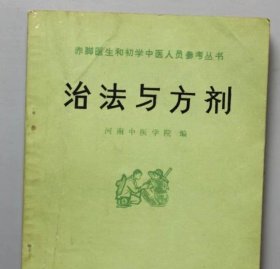 赤脚医生和初学中医人员参考丛书
治法与方剂
河南中医学院 编